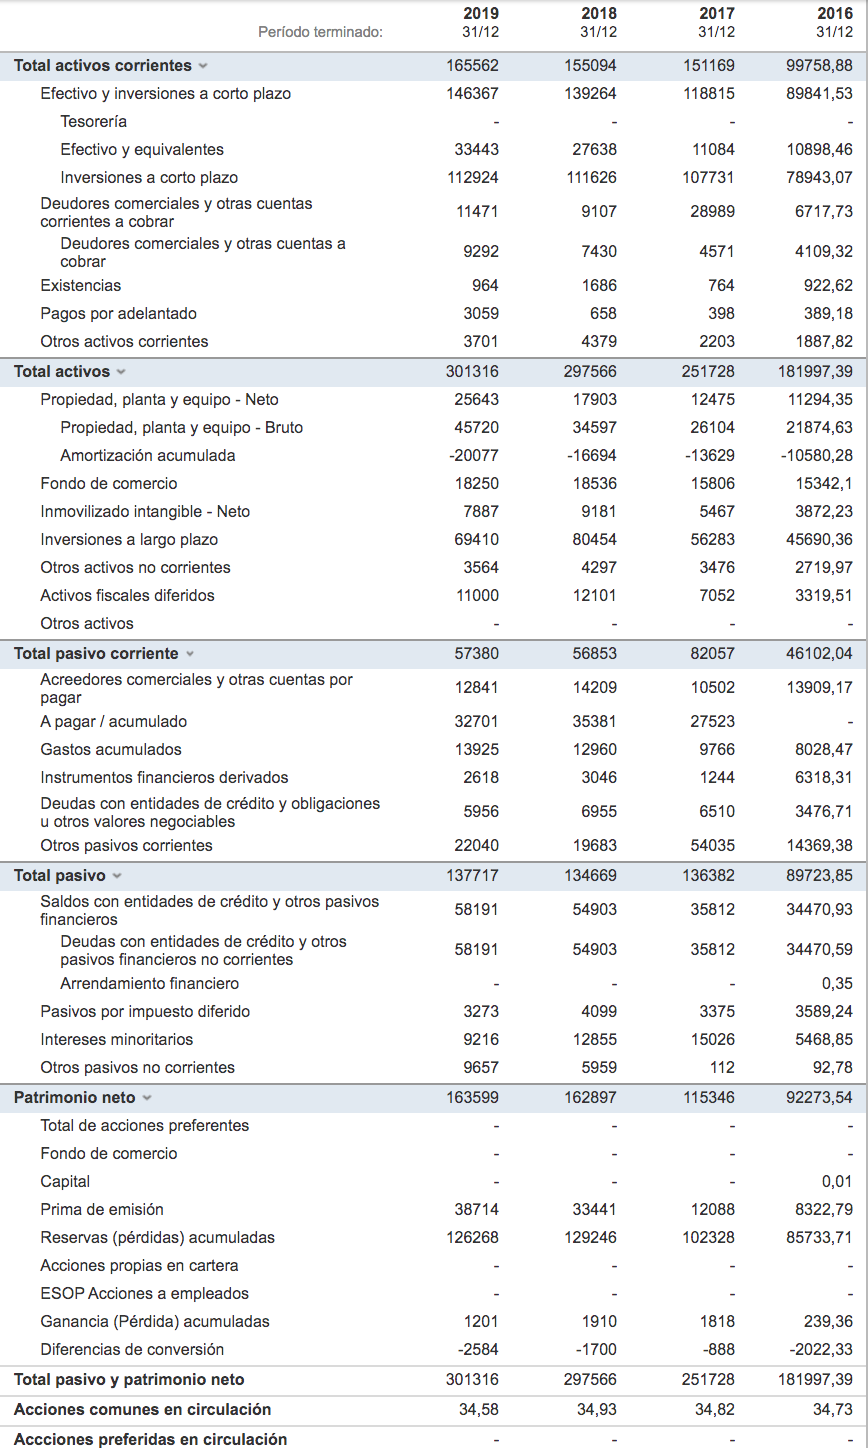 2019 2018 2017 2016
Período terminado: 31/12 31/12 31/12 31/12
Total activos corrientes 165562 155094 151169 99758,88
Efectivo y inversiones a corto plazo 146367 139264 118815 89841,53
Tesorería - - - -
Efectivo y equivalentes 33443 27638 11084 10898,46
Inversiones a corto plazo 112924 111626 107731 78943,07
Deudores comerciales y otras cuentas
corrientes a cobrar 11471 9107 28989 6717,73
Deudores comerciales y otras cuentas a
cobrar 9292 7430 4571 4109,32
Existencias 964 1686 764 922,62
Pagos por adelantado 3059 658 398 389,18
Otros activos corrientes 3701 4379 2203 1887,82
Total activos 301316 297566 251728 181997,39
Propiedad, planta y equipo - Neto 25643 17903 12475 11294,35
Propiedad, planta y equipo - Bruto 45720 34597 26104 21874,63
Amortización acumulada -20077 -16694 -13629 -10580,28
Fondo de comercio 18250 18536 15806 15342,1
Inmovilizado intangible - Neto 7887 9181 5467 3872,23
Inversiones a largo plazo 69410 80454 56283 45690,36
Otros activos no corrientes 3564 4297 3476 2719,97
Activos fiscales diferidos 11000 12101 7052 3319,51
Otros activos - - - -
Total pasivo corriente 57380 56853 82057 46102,04
Acreedores comerciales y otras cuentas por
pagar 12841 14209 10502 13909,17
A pagar / acumulado 32701 35381 27523 -
Gastos acumulados 13925 12960 9766 8028,47
Instrumentos financieros derivados 2618 3046 1244 6318,31
Deudas con entidades de crédito y obligaciones
u otros valores negociables 5956 6955 6510 3476,71
Otros pasivos corrientes 22040 19683 54035 14369,38
Total pasivo 137717 134669 136382 89723,85
Saldos con entidades de crédito y otros pasivos
financieros 58191 54903 35812 34470,93
Deudas con entidades de crédito y otros
pasivos financieros no corrientes 58191 54903 35812 34470,59
Arrendamiento financiero - - - 0,35
Pasivos por impuesto diferido 3273 4099 3375 3589,24
Intereses minoritarios 9216 12855 15026 5468,85
Otros pasivos no corrientes 9657 5959 112 92,78
Patrimonio neto 163599 162897 115346 92273,54
Total de acciones preferentes - - - -
Fondo de comercio - - - -
Capital - - - 0,01
Prima de emisión 38714 33441 12088 8322,79
Reservas (pérdidas) acumuladas 126268 129246 102328 85733,71
Acciones propias en cartera - - - -
ESOP Acciones a empleados - - - -
Ganancia (Pérdida) acumuladas 1201 1910 1818 239,36
Diferencias de conversión -2584 -1700 -888 -2022,33
Total pasivo y patrimonio neto 301316 297566 251728 181997,39
Acciones comunes en circulación 34,58 34,93 34,82 34,73
Accciones preferidas en circulación - - - -